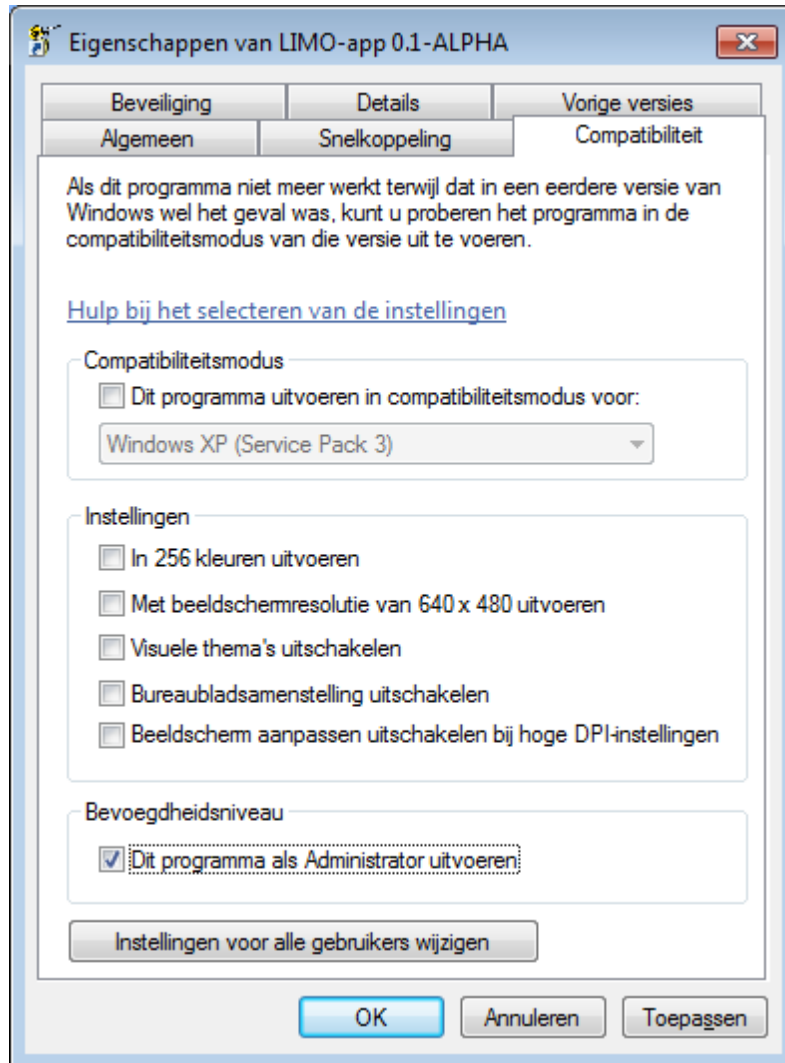 Eigenschappen van LIMO-app 0.1-ALPHA
Beveiliging
Details
Vorige versies
Algemeen
Snelkoppeling
Compatibiliteit
Als dit programma niet meer werkt terwijl dat in een eerdere versie van
Windows wel het geval was, kunt u proberen het programma in de
compatibiliteitsmodus van die versie uit te voeren.
Hulp bij het selecteren van de instellingen
Compatibiliteitsmodus
Dit programma uitvoeren in compatibiliteitsmodus voor:
Windows XP (Service Pack 3)
Instellingen
In 256 kleuren uitvoeren
Met beeldschermresolutie van 640 x 480 uitvoeren
Visuele thema's uitschakelen
Bureaubladsamenstelling uitschakelen
Beeldscherm aanpassen uitschakelen bij hoge DPI-instellingen
Bevoegdheidsniveau
Dit programma als Administrator uitvoeren
Instellingen voor alle gebruikers wijzigen
OK
Annuleren
Toepassen